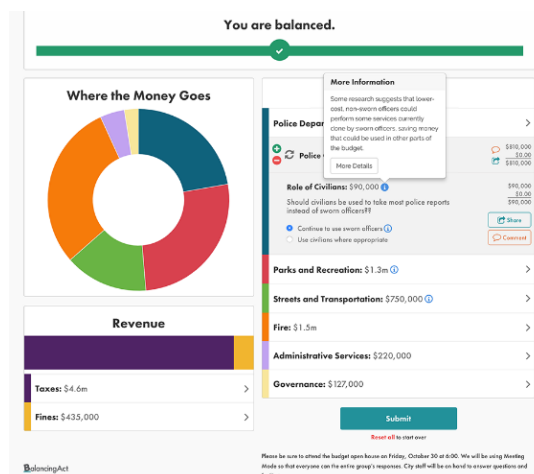 You are balanced.
Where the Money Goes
More Information
Some research suggests that lower-
cost, non-sworn officers could
perform some services currently
done by sworn officers, saving money
that could be used in other parts of
the budget.
More Details
Police Depar
Police
$810,000
$0.00
$810,000
Role of Civilians: $90,000
$90,000
$0.00
$90,000
Should civilians be used to take most police reports
instead of sworn officers??
Continue to use sworn officers
Use civilians where appropriate
Share
Comment
Parks and Recreation: $1.3m
Streets and Transportation: $750,000
Fire: $1.5m
Administrative Services: $220,000
Governance: $127,000
Revenue
Taxes: $4.6m
Fines: $435,000
Submit
Reset all to start over
Please be sure to attend the budget open house on Friday, October 30 at 6:00. We will be using Meeting
Mode so that everyone can the entire group's responses. City staff will be on hand to answer questions and
BalancingAct